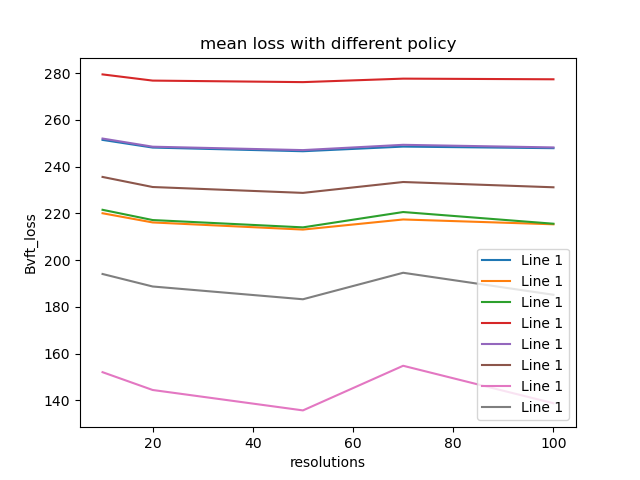 mean loss with different policy
280
260
240
220
200
180
160
140
Bvft_loss
Line 1
Line 1
Line 1
Line 1
Line 1
Line 1
Line 1
Line 1
20
40
60
80
100
resolutions